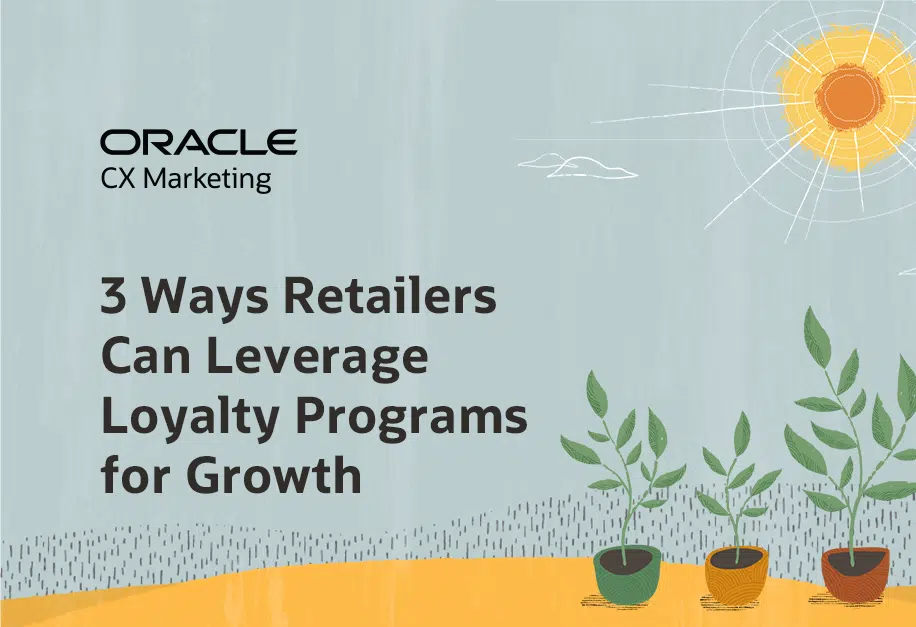 ORACLE
CX Marketing
3 Ways Retailers
Can Leverage
Loyalty Programs
for Growth